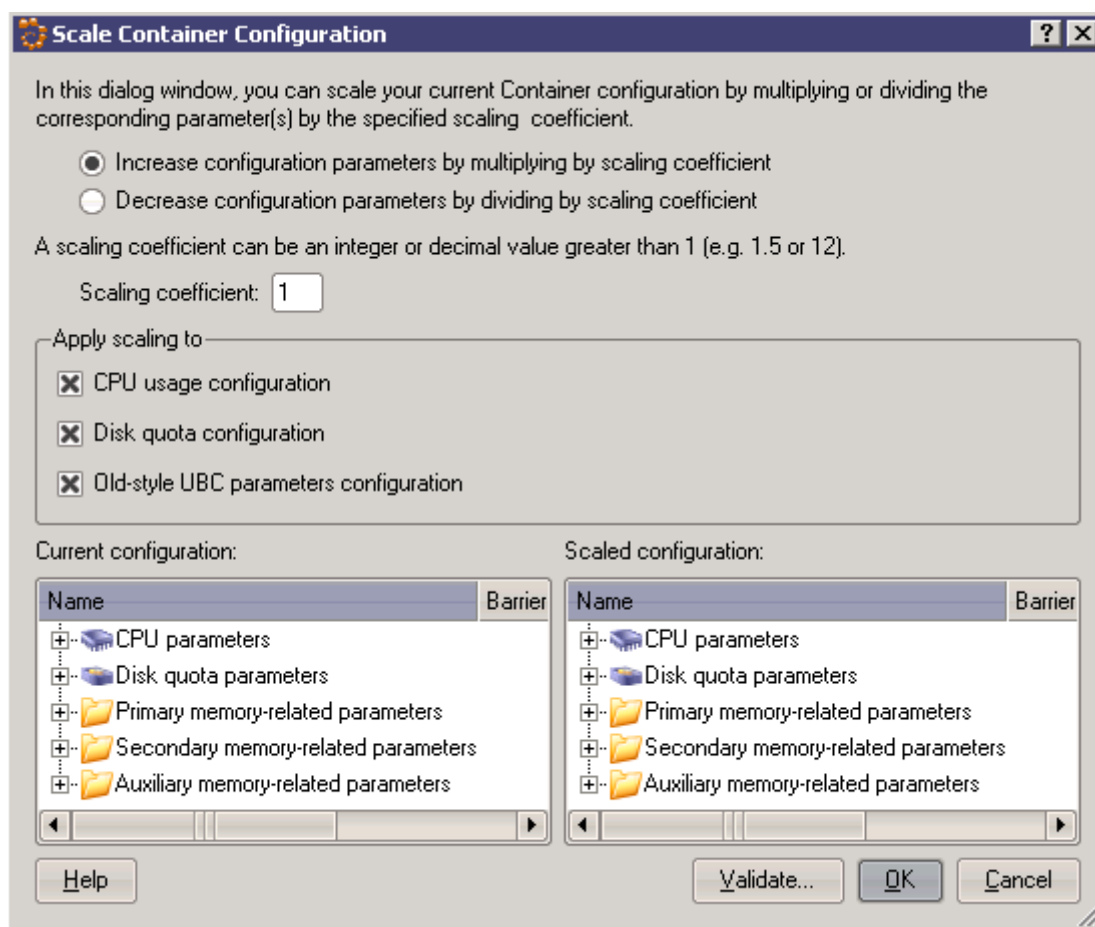 Scale Container Configuration
In this dialog window, you can scale your current Container configuration by multiplying or dividing the
corresponding parameter(s) by the specified scaling coefficient.
Increase configuration parameters by multiplying by scaling coefficient
Decrease configuration parameters by dividing by scaling coefficient
A scaling coefficient can be an integer or decimal value greater than 1 (e.g. 1.5 or 12).
Scaling coefficient: 1
Apply scaling to
CPU usage configuration
Disk quota configuration
Old-style UBC parameters configuration
Current configuration: Scaled configuration:
Name Barrier Name Barrier
CPU parameters CPU parameters
Disk quota parameters Disk quota parameters
Primary memory-related parameters Primary memory-related parameters
Secondary memory-related parameters Secondary memory-related parameters
Auxiliary memory-related parameters Auxiliary memory-related parameters
Help Validate... OK Cancel